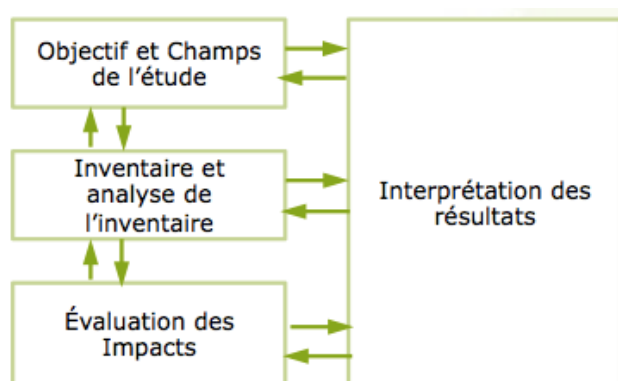 Objectif et Champs
de l'étude
Inventaire et
analyse de
l'inventaire
Évaluation des
Impacts
Interprétation des
résultats